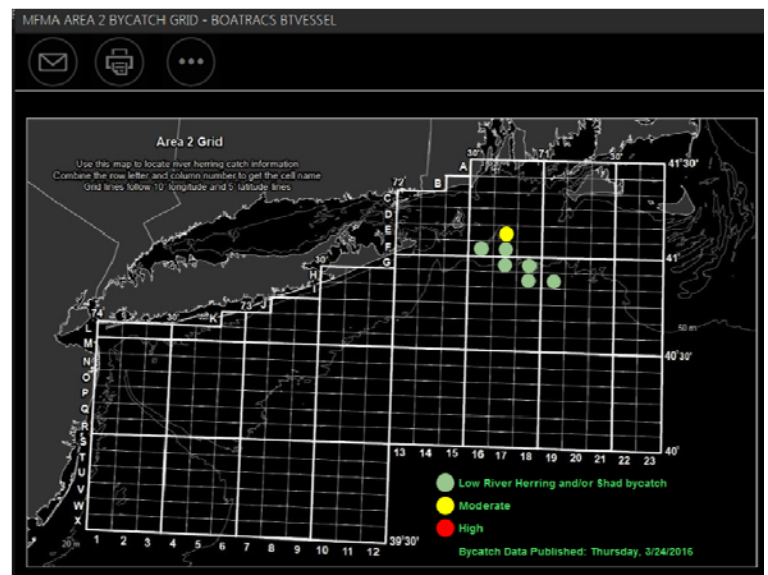 MFMA AREA 2 BYCATCH GRID - BOATRACS BTVESSEL
Area 2 Grid
Use this map to locate river herring catch information
Combine the row letter and column number to get the cell name
Grid lines follow 10' longitude and 5' latitude lines
30' 71 30'
A 41°30'
72 B
C
D
E
F 41°
G
30'
H
I
74 30' 73 J
K
L 50 m
M 40°30'
N
O
P
Q
R
S 40°
13 14 15 16 17 18 19 20 21 22 23
T
U
V
W
X 20 m 39°30'
1 2 3 4 5 6 7 8 9 10 11 12
Low River Herring and/or Shad bycatch
Moderate
High
Bycatch Data Published: Thursday, 3/24/2016